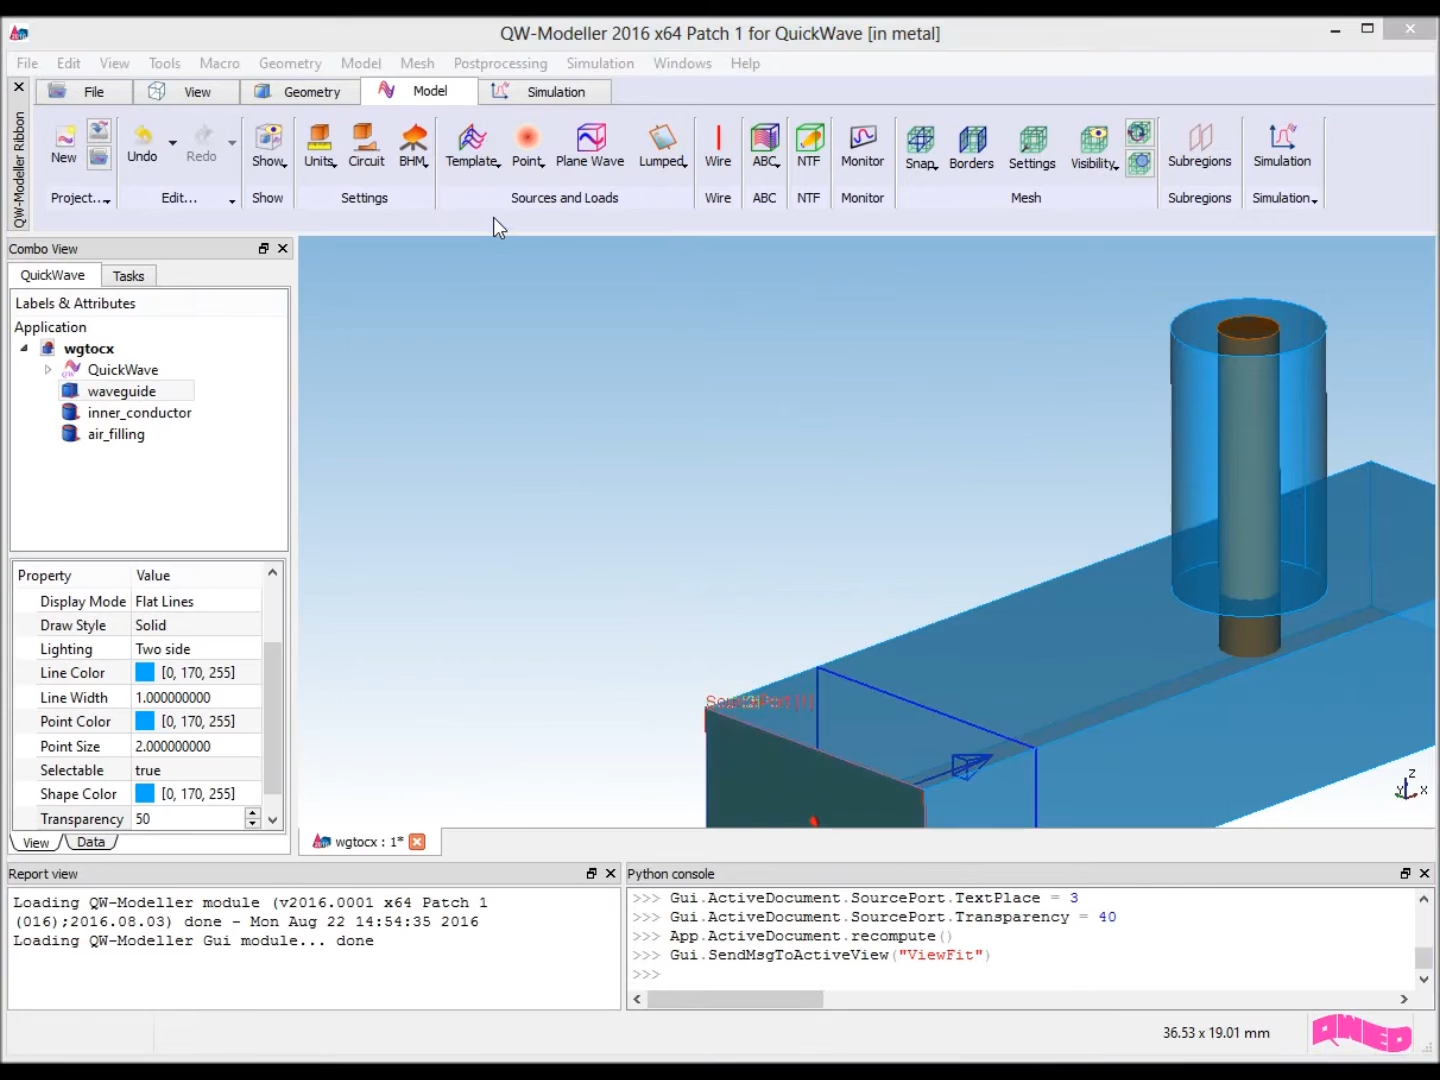 QW-Modeller 2016 x64 Patch 1 for QuickWave [in metal]
File Edit View Tools Macro Geometry Model Mesh Postprocessing Simulation Windows Help
File View Geometry Model Simulation
QW-Modeller Ribbon
New Undo Redo Show Units Circuit BHM Template Point Plane Wave Lumped Wire ABC NTF Monitor Snap Borders Settings Visibility Subregions Simulation
Project... Edit... Show Settings Sources and Loads Wire ABC NTF Monitor Mesh Subregions Simulation
Combo View
QuickWave Tasks
Labels & Attributes
Application
wgtocx
QuickWave
waveguide
inner_conductor
air_filling
Property Value
Display Mode Flat Lines
Draw Style Solid
Lighting Two side
Line Color [0, 170, 255]
Line Width 1.000000000
Point Color [0, 170, 255]
Point Size 2.000000000
Selectable true
Shape Color [0, 170, 255]
Transparency 50
View Data
Z
Y X
wgtocx : 1*
Report view
Loading QW-Modeller module (v2016.0001 x64 Patch 1
(016);2016.08.03) done - Mon Aug 22 14:54:35 2016
Loading QW-Modeller Gui module... done
Python console
>>> Gui.ActiveDocument.SourcePort.TextPlace = 3
>>> Gui.ActiveDocument.SourcePort.Transparency = 40
>>> App.ActiveDocument.recompute()
>>> Gui.SendMsgToActiveView("ViewFit")
>>>
36.53 x 19.01 mm
QWED